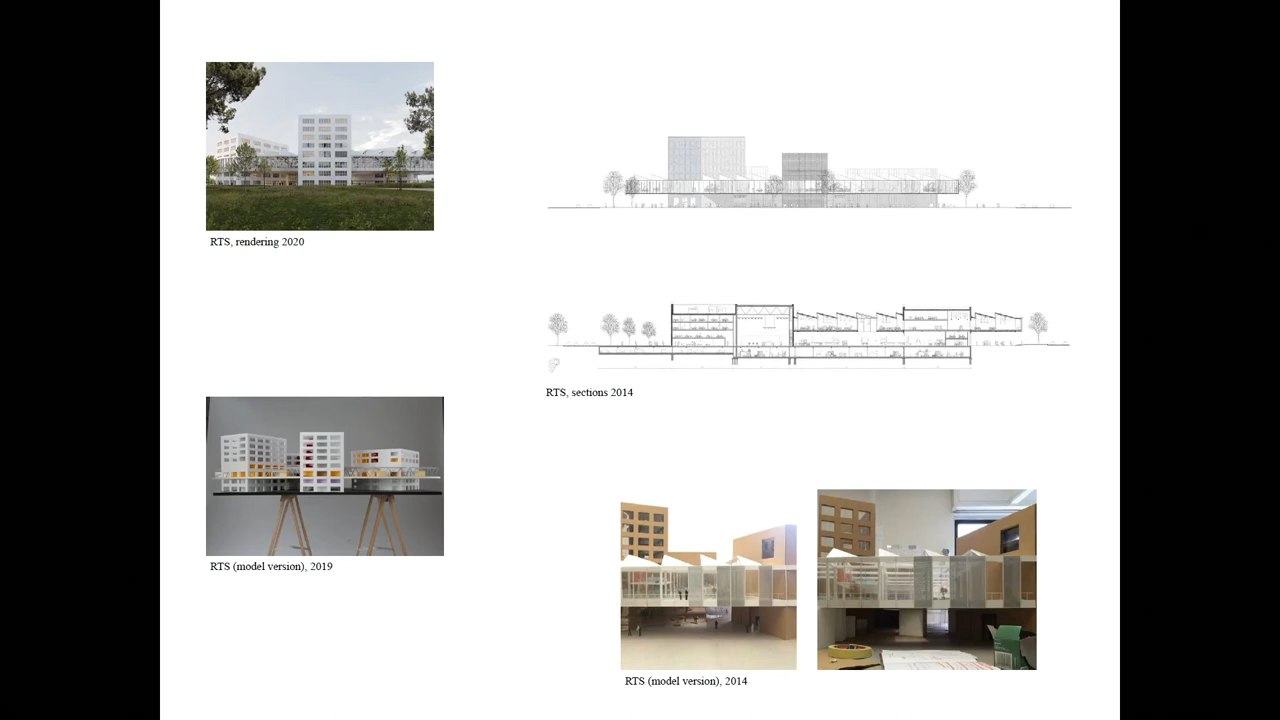 RTS, rendering 2020
RTS, sections 2014
RTS (model version), 2019
RTS (model version), 2014